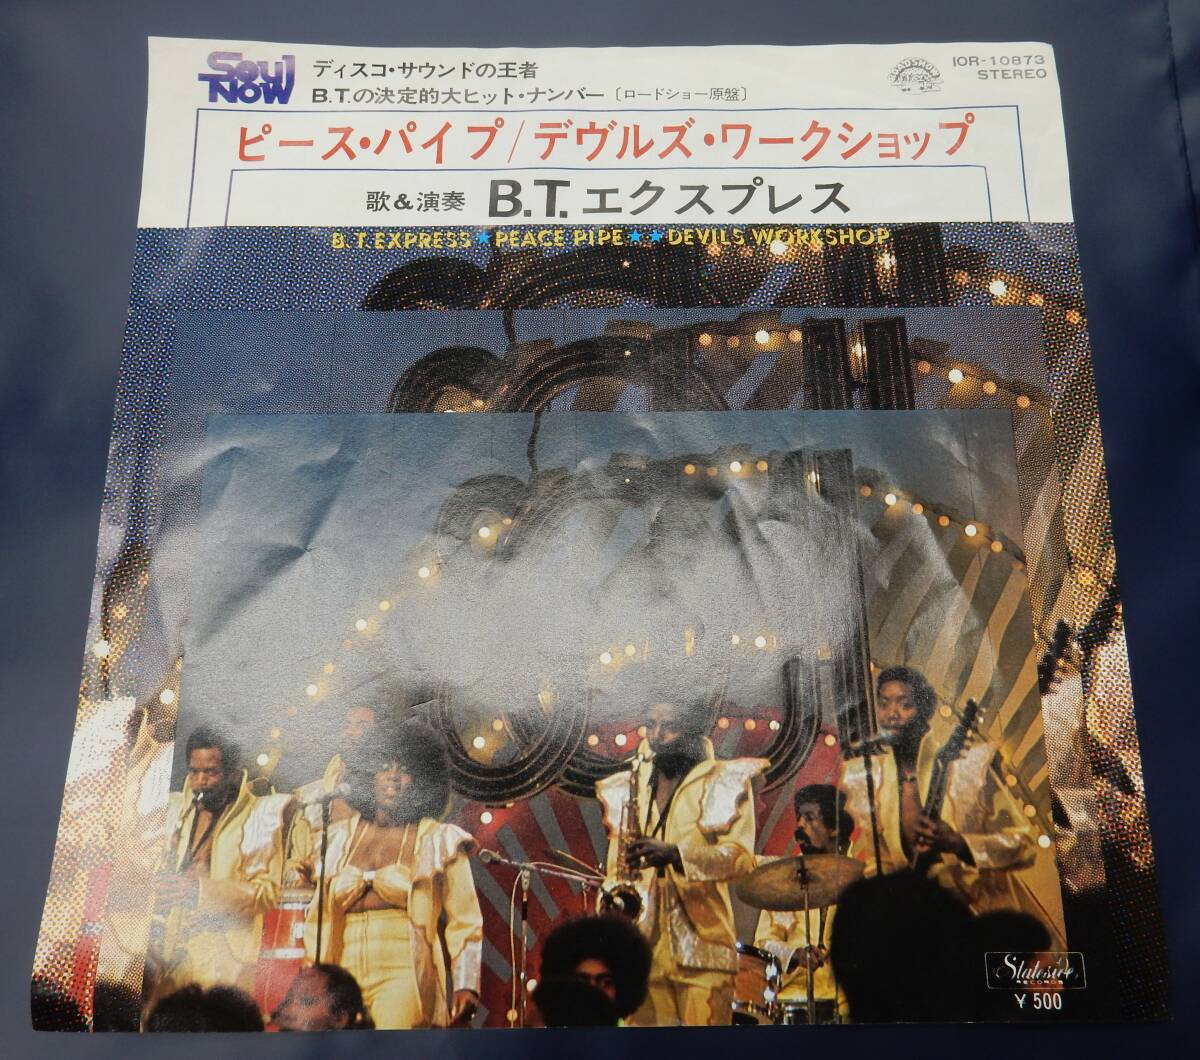 Soul NOW
ディスコ・サウンドの王者
B.T.の決定的大ヒット・ナンバー〔ロードショー原盤〕
ROADSHOW
IOR-10873
STEREO
ピース・パイプ/デヴルズ・ワークショップ
歌&演奏 B.T.エクスプレス
B.T.EXPRESS★PEACE PIPE★★DEVILS WORKSHOP
Stateside
RECORDS
¥500